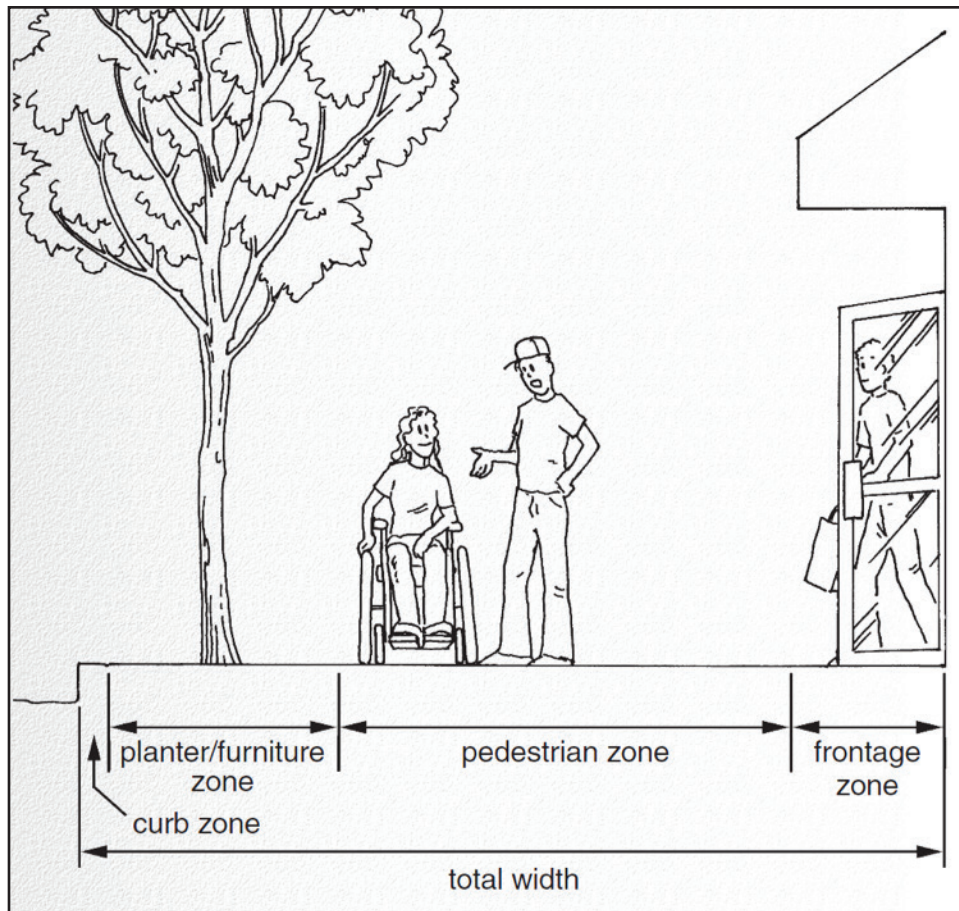 planter/furniture
zone
pedestrian zone
frontage
zone
curb zone
total width